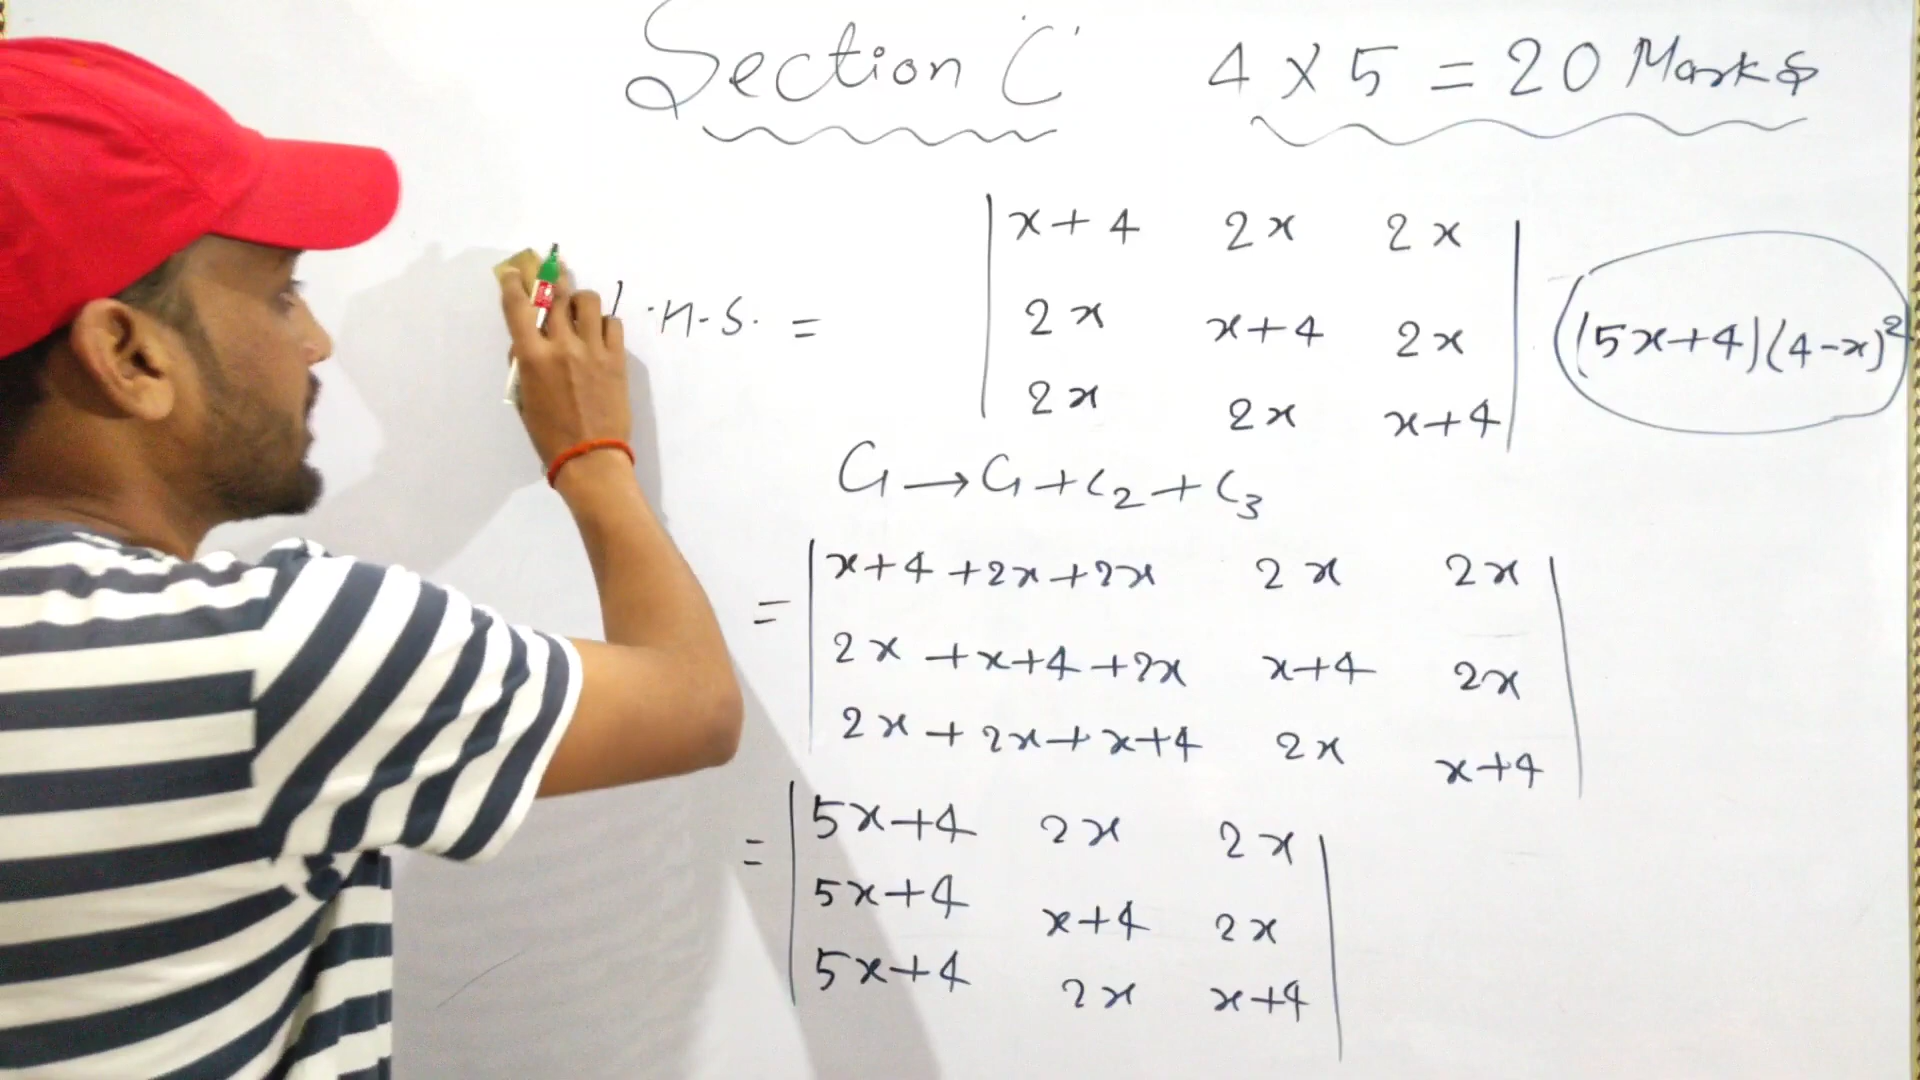 Section C 4 × 5 = 20 Marks
x+4 2x 2x
L.H.S. = 2x x+4 2x (5x+4)(4-x)²
2x 2x x+4
C₁ → C₁ + C₂ + C₃
x+4+2x+2x 2x 2x
= 2x+x+4+2x x+4 2x
2x+2x+x+4 2x x+4
5x+4 2x 2x
= 5x+4 x+4 2x
5x+4 2x x+4